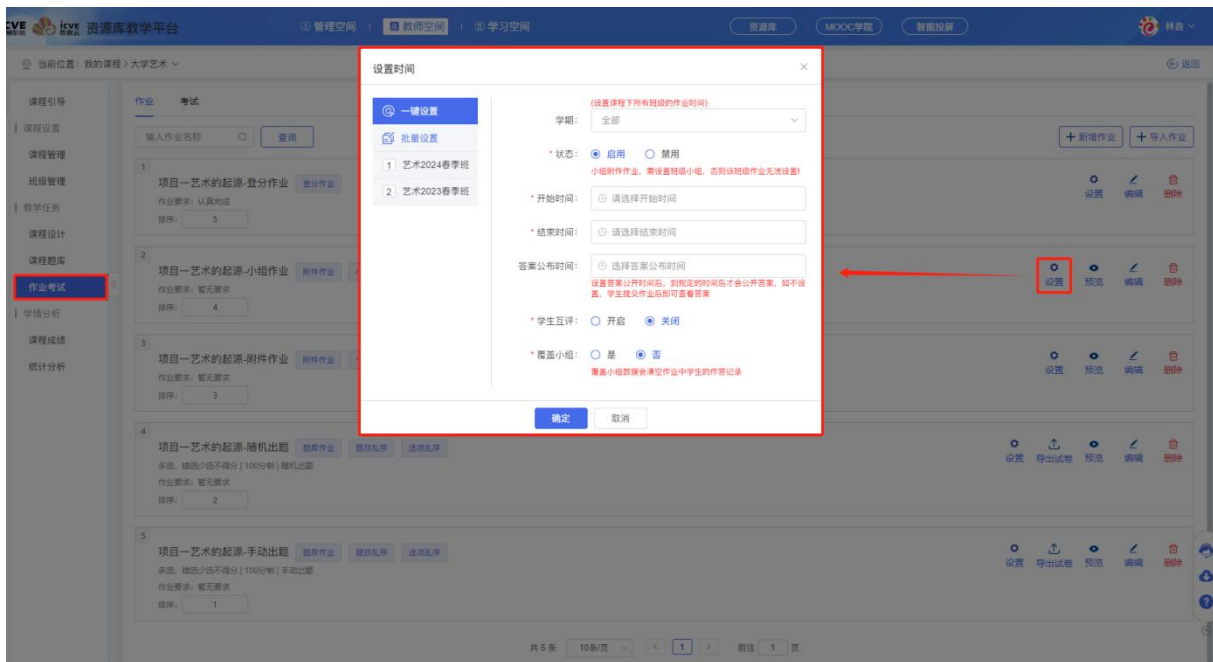 icve 智慧职教 资源库教学平台
管理空间 | 教师空间 | 学习空间
资源库 MOOC学院 智能投屏
林垚
当前位置: 我的课程 > 大学艺术
返回
课程引导
课程设置
课程管理
班级管理
教学任务
课程设计
课程题库
作业考试
学情分析
课程成绩
统计分析
作业 考试
输入作业名称 查询
+ 新增作业 + 导入作业
1
项目一艺术的起源-登分作业 登分作业
作业要求: 认真完成
排序: 5
设置 编辑 删除
2
项目一艺术的起源-小组作业 附件作业
作业要求: 暂无要求
排序: 4
设置 预览 编辑 删除
3
项目一艺术的起源-附件作业 附件作业
作业要求: 暂无要求
排序: 3
设置 预览 编辑 删除
4
项目一艺术的起源-随机出题 题库作业 题目乱序 选项乱序
多选、错选少选不得分 | 100分制 | 随机出题
作业要求: 暂无要求
排序: 2
设置 导出试卷 预览 编辑 删除
5
项目一艺术的起源-手动出题 题库作业 题目乱序 选项乱序
多选、错选少选不得分 | 100分制 | 手动出题
作业要求: 暂无要求
排序: 1
设置 导出试卷 预览 编辑 删除
共 5 条 10条/页 < 1 > 前往 1 页
设置时间 ×
一键设置
批量设置
1 艺术2024春季班
2 艺术2023春季班
(设置课程下所有班级的作业时间)
学期: 全部
* 状态: 启用 禁用
小组附件作业, 需设置班级小组, 否则该班级作业无法设置!
* 开始时间: 请选择开始时间
* 结束时间: 请选择结束时间
答案公布时间: 选择答案公布时间
设置答案公开时间后, 到规定的时间后才会公开答案, 如不设
置, 学生提交作业后即可查看答案
* 学生互评: 开启 关闭
* 覆盖小组: 是 否
覆盖小组数据会清空作业中学生的作答记录
确定 取消